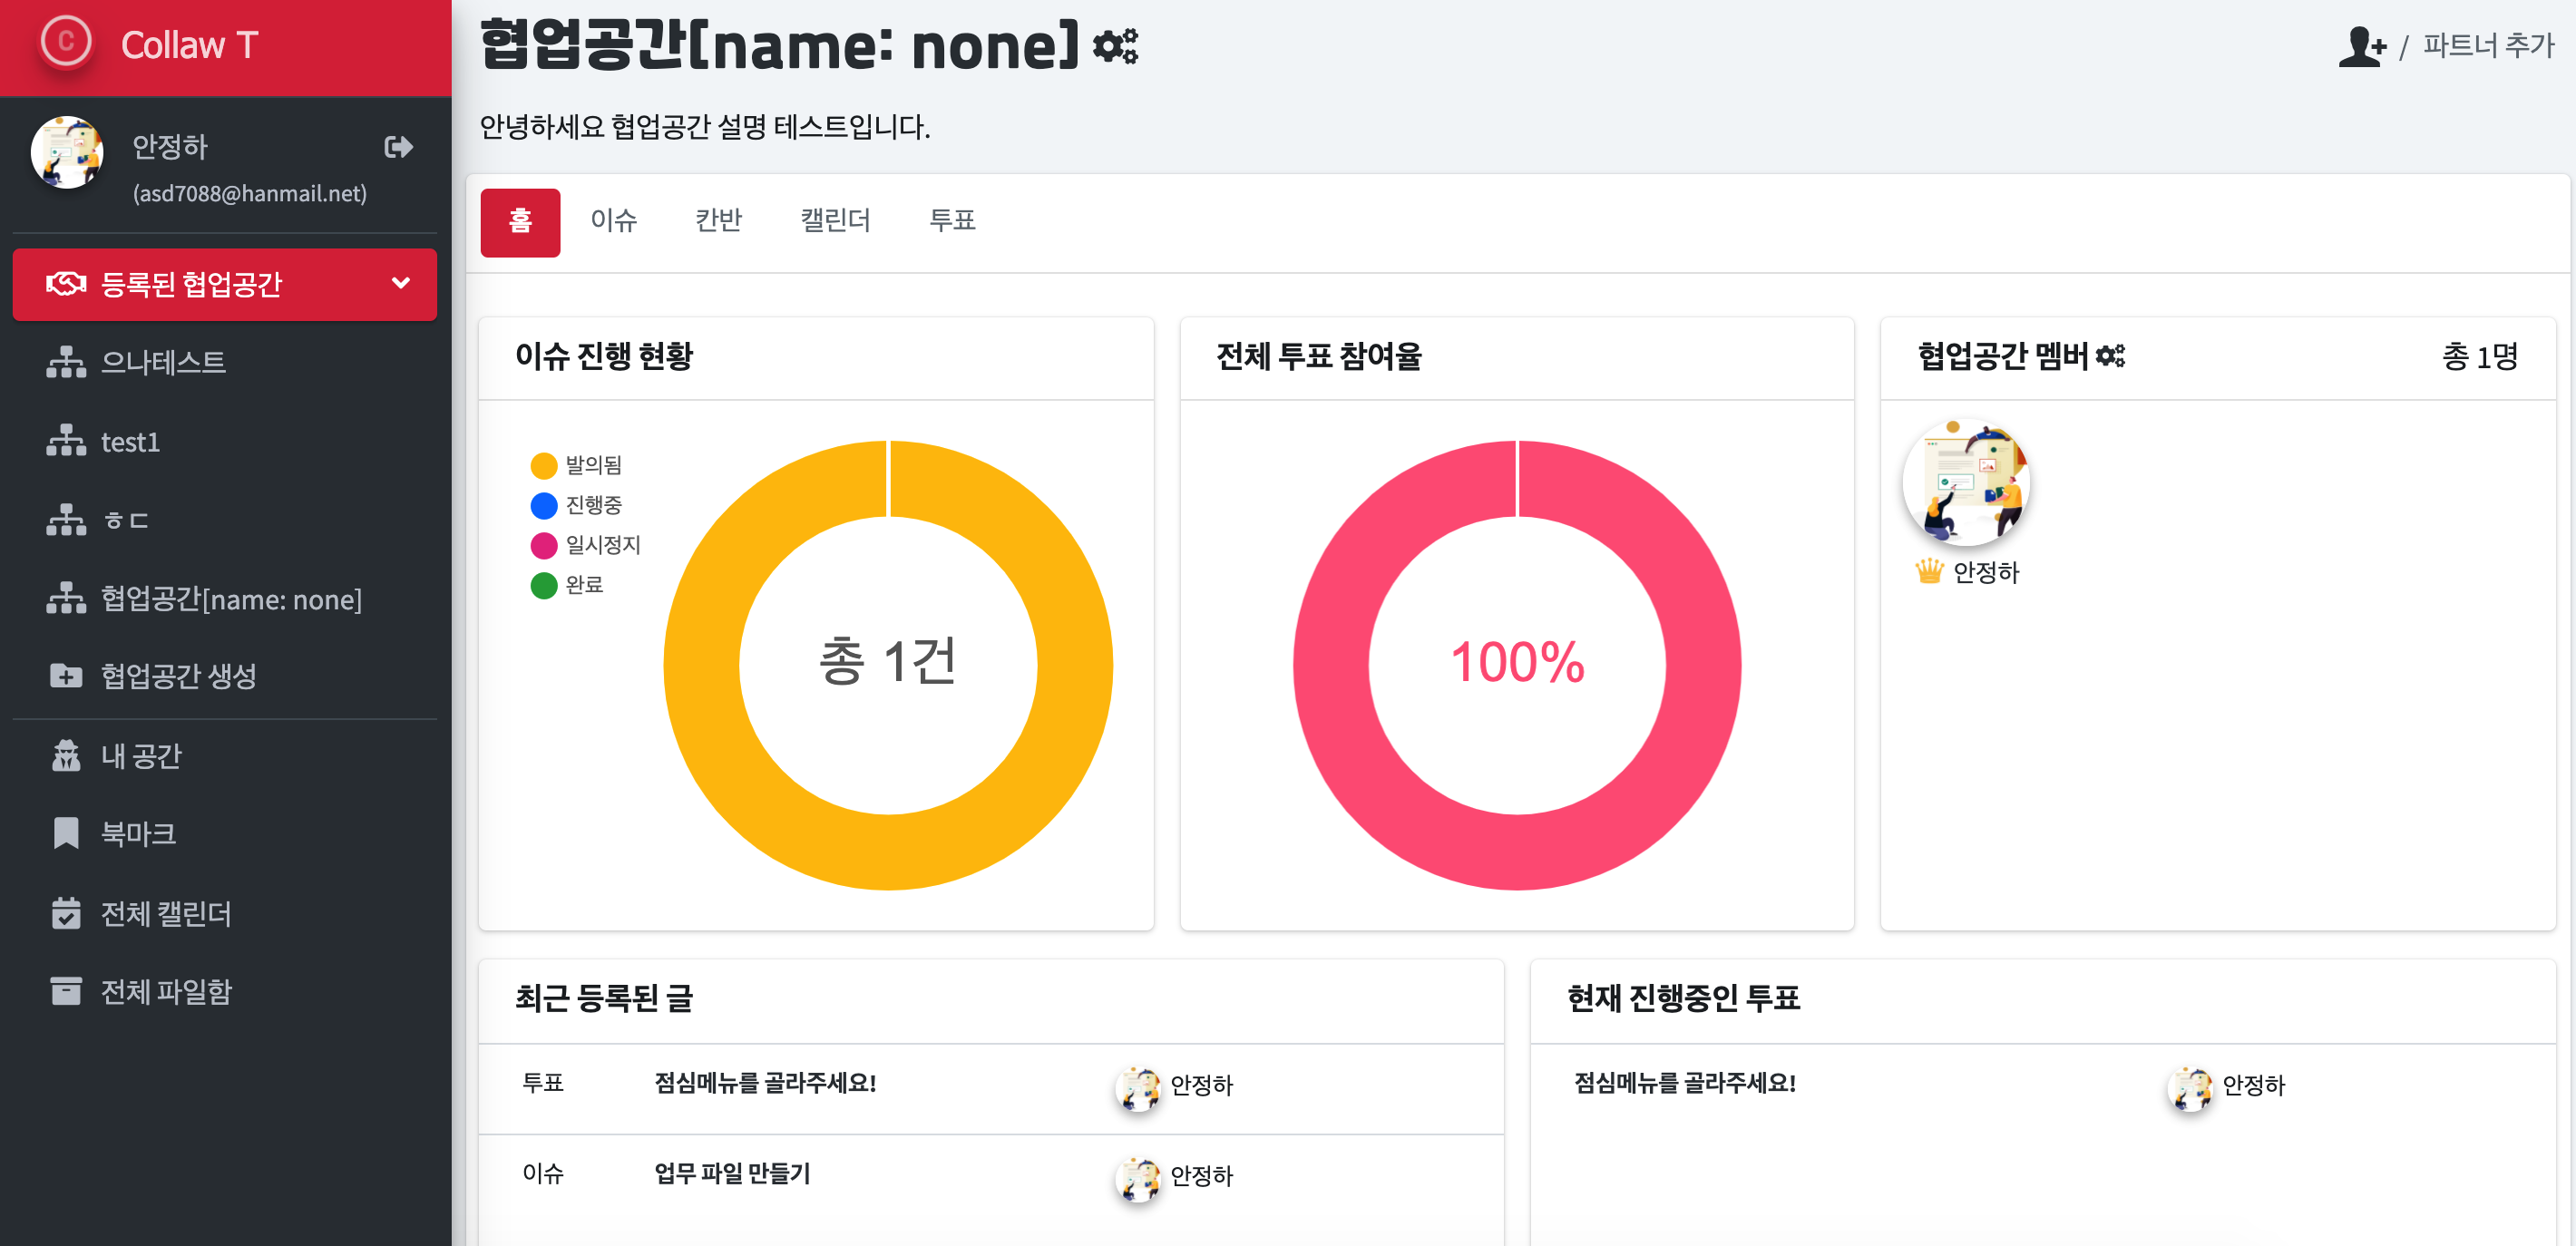 C
Collaw T
안정하
(asd7088@hanmail.net)
등록된 협업공간
으나테스트
test1
ㅎㄷ
협업공간[name: none]
협업공간 생성
내 공간
북마크
전체 캘린더
전체 파일함
협업공간[name: none]
/ 파트너 추가
안녕하세요 협업공간 설명 테스트입니다.
홈 이슈 칸반 캘린더 투표
이슈 진행 현황
발의됨
진행중
일시정지
완료
총 1건
전체 투표 참여율
100%
협업공간 멤버 총 1명
안정하
최근 등록된 글
투표 점심메뉴를 골라주세요! 안정하
이슈 업무 파일 만들기 안정하
현재 진행중인 투표
점심메뉴를 골라주세요! 안정하